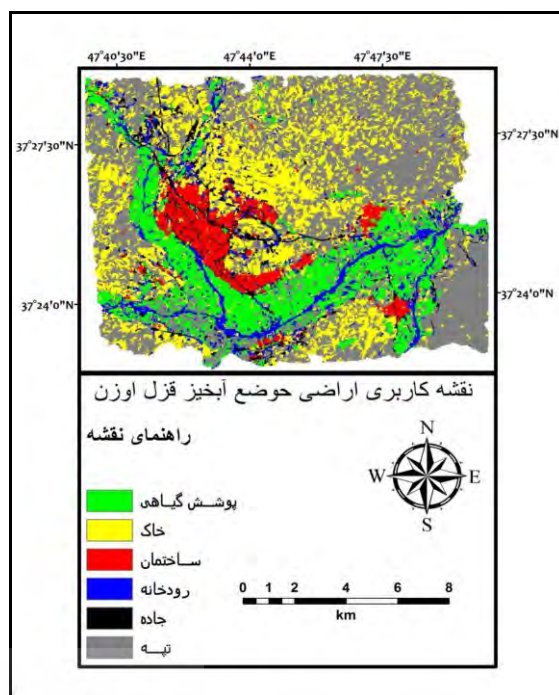 47°40'30"E 47°44'0"E 47°47'30"E
37°27'30"N 37°27'30"N
37°24'0"N 37°24'0"N
نقشه کاربری اراضی حوضع آبخیز قزل اوزن
راهنمای نقشه
N
W E
S
پوشش گیاهی
خاک
ساختمان
رودخانه
جاده
تپه
0 1 2 4 6 8
km